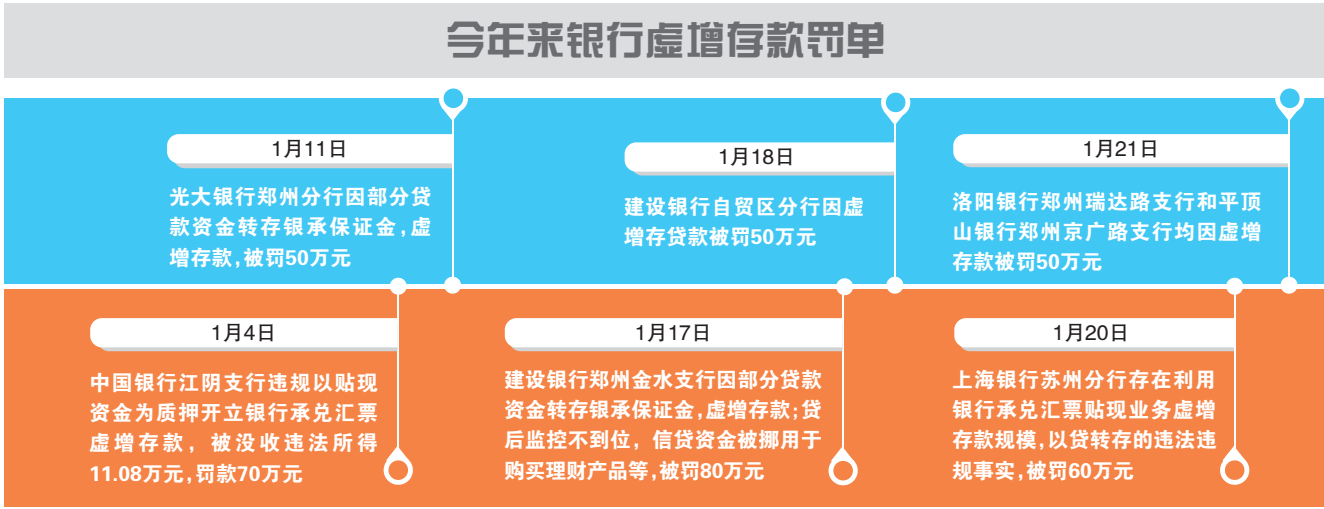 今年来银行虚增存款罚单
1月11日
光大银行郑州分行因部分贷
款资金转存银承保证金,虚
增存款,被罚50万元
1月18日
建设银行自贸区分行因虚
增存贷款被罚50万元
1月21日
洛阳银行郑州瑞达路支行和平顶
山银行郑州京广路支行均因虚增
存款被罚50万元
1月4日
中国银行江阴支行违规以贴现
资金为质押开立银行承兑汇票
虚增存款，被没收违法所得
11.08万元,罚款70万元
1月17日
建设银行郑州金水支行因部分贷款
资金转存银承保证金,虚增存款;贷
后监控不到位，信贷资金被挪用于
购买理财产品等,被罚80万元
1月20日
上海银行苏州分行存在利用
银行承兑汇票贴现业务虚增
存款规模,以贷转存的违法违
规事实,被罚60万元